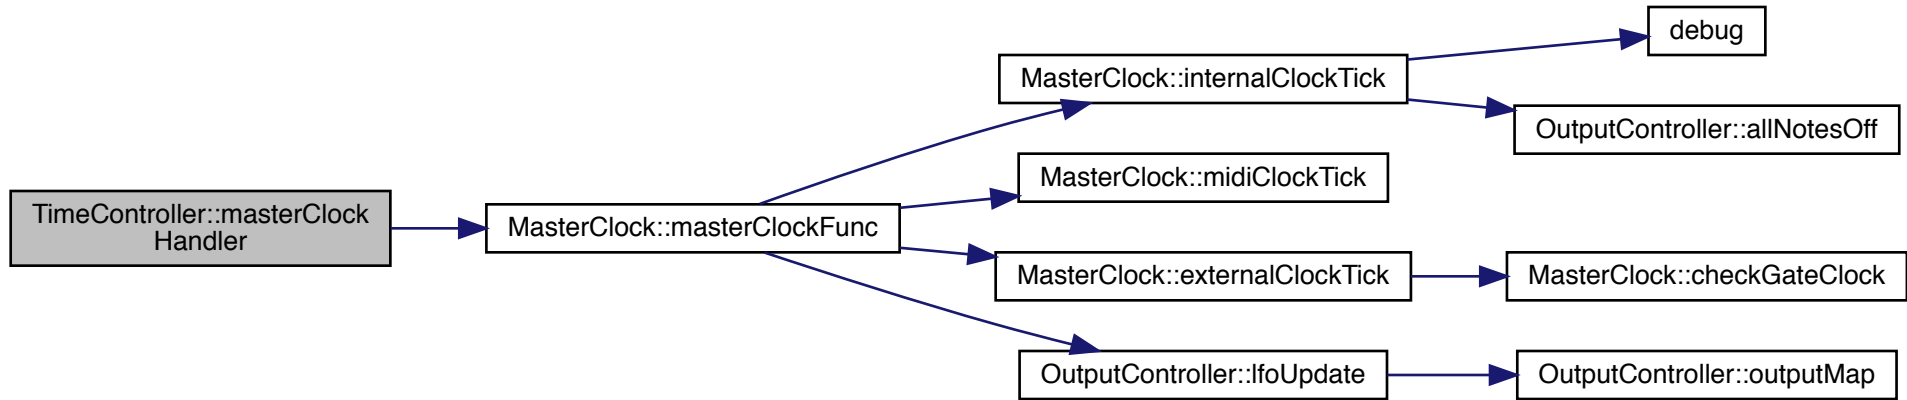 TimeController::masterClock
Handler
MasterClock::masterClockFunc
MasterClock::internalClockTick
debug
OutputController::allNotesOff
MasterClock::midiClockTick
MasterClock::externalClockTick
MasterClock::checkGateClock
OutputController::lfoUpdate
OutputController::outputMap